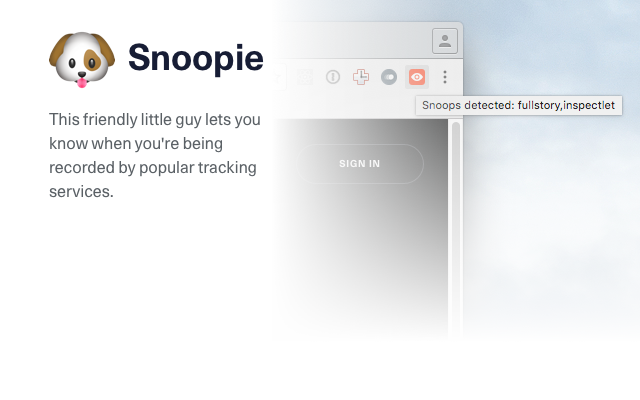 Snoopie
This friendly little guy lets you
know when you're being
recorded by popular tracking
services.
Snoops detected: fullstory,inspectlet
SIGN IN